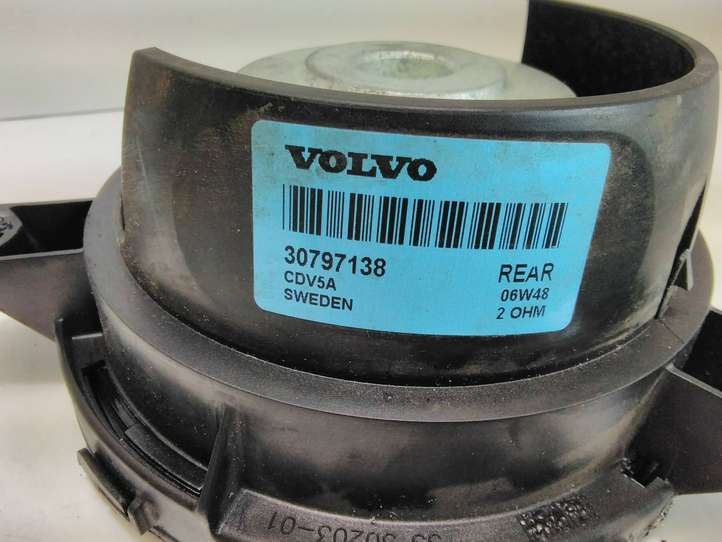 VOLVO
30797138 REAR
CDV5A 06W48
SWEDEN 2 OHM